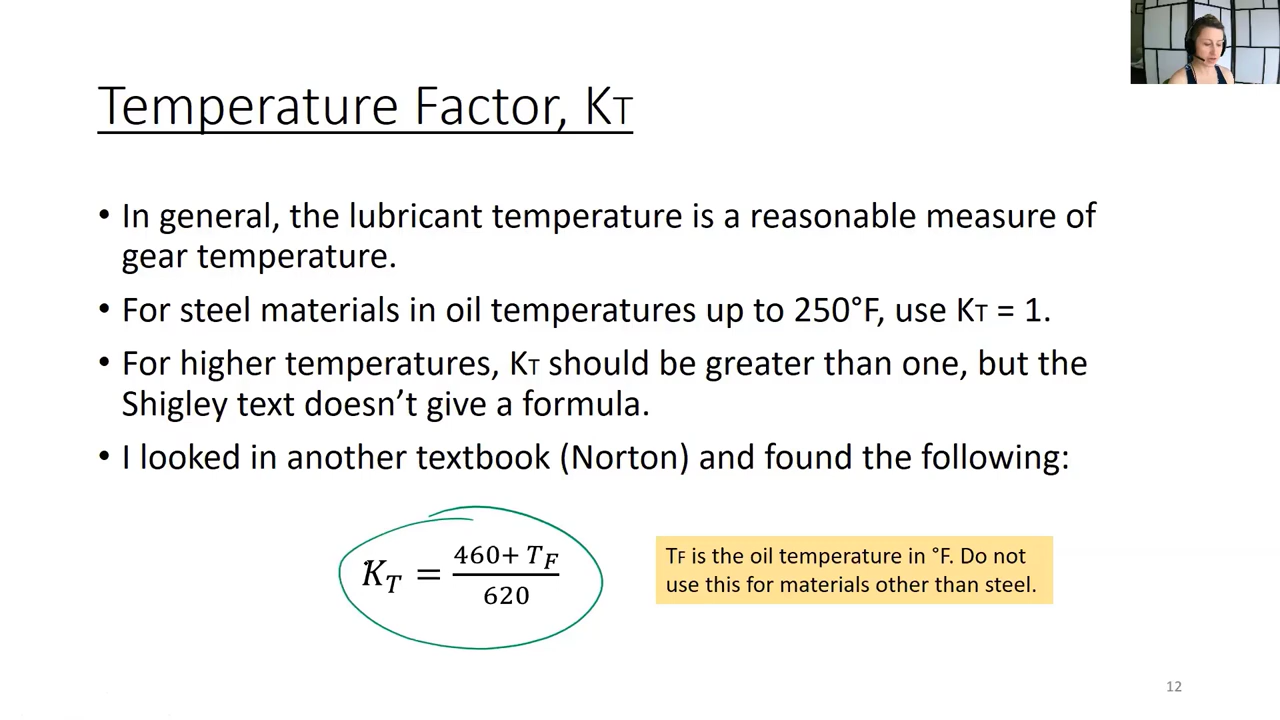 Temperature Factor, KT
• In general, the lubricant temperature is a reasonable measure of
gear temperature.
• For steel materials in oil temperatures up to 250°F, use KT = 1.
• For higher temperatures, KT should be greater than one, but the
Shigley text doesn’t give a formula.
• I looked in another textbook (Norton) and found the following:
K_T = (460+ T_F)/620
TF is the oil temperature in °F. Do not
use this for materials other than steel.
12